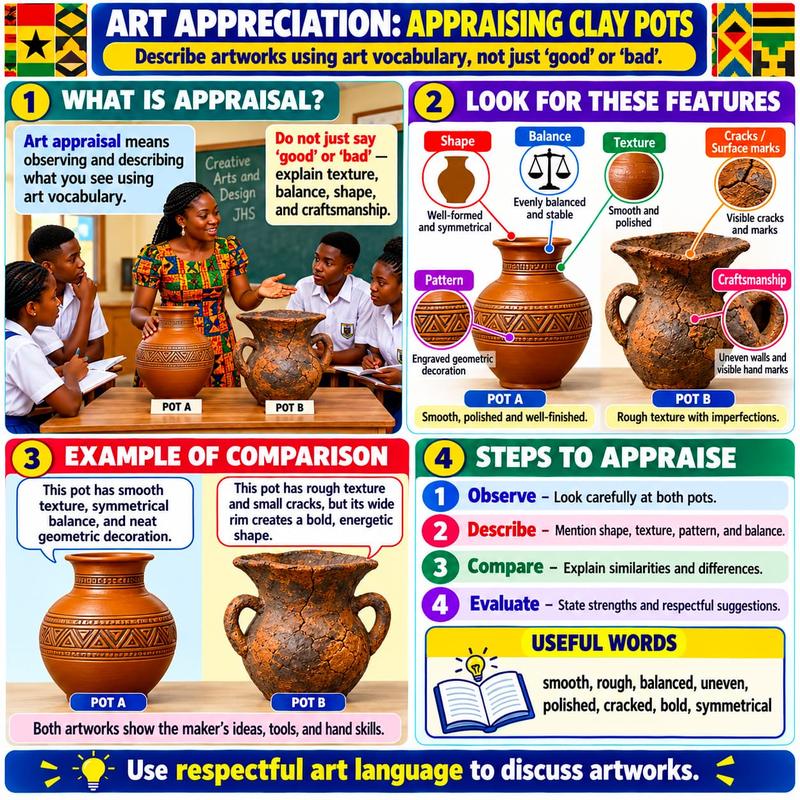 ART APPRECIATION: APPRAISING CLAY POTS
Describe artworks using art vocabulary, not just ‘good’ or ‘bad’.
1 WHAT IS APPRAISAL?
Art appraisal means
observing and describing
what you see using
art vocabulary.
Do not just say
‘good’ or ‘bad’ —
explain texture,
balance, shape,
and craftsmanship.
Creative
Arts and
Design
JHS
POT A
POT B
2 LOOK FOR THESE FEATURES
Shape
Well-formed
and symmetrical
Balance
Evenly balanced
and stable
Texture
Smooth and
polished
Cracks /
Surface marks
Visible cracks
and marks
Pattern
Engraved geometric
decoration
Craftsmanship
Uneven walls and
visible hand marks
POT A
Smooth, polished and well-finished.
POT B
Rough texture with imperfections.
3 EXAMPLE OF COMPARISON
This pot has smooth
texture, symmetrical
balance, and neat
geometric decoration.
This pot has rough texture
and small cracks, but its wide
rim creates a bold, energetic
shape.
POT A
POT B
Both artworks show the maker’s ideas, tools, and hand skills.
4 STEPS TO APPRAISE
1 Observe – Look carefully at both pots.
2 Describe – Mention shape, texture, pattern, and balance.
3 Compare – Explain similarities and differences.
4 Evaluate – State strengths and respectful suggestions.
USEFUL WORDS
smooth, rough, balanced, uneven,
polished, cracked, bold, symmetrical
Use respectful art language to discuss artworks.